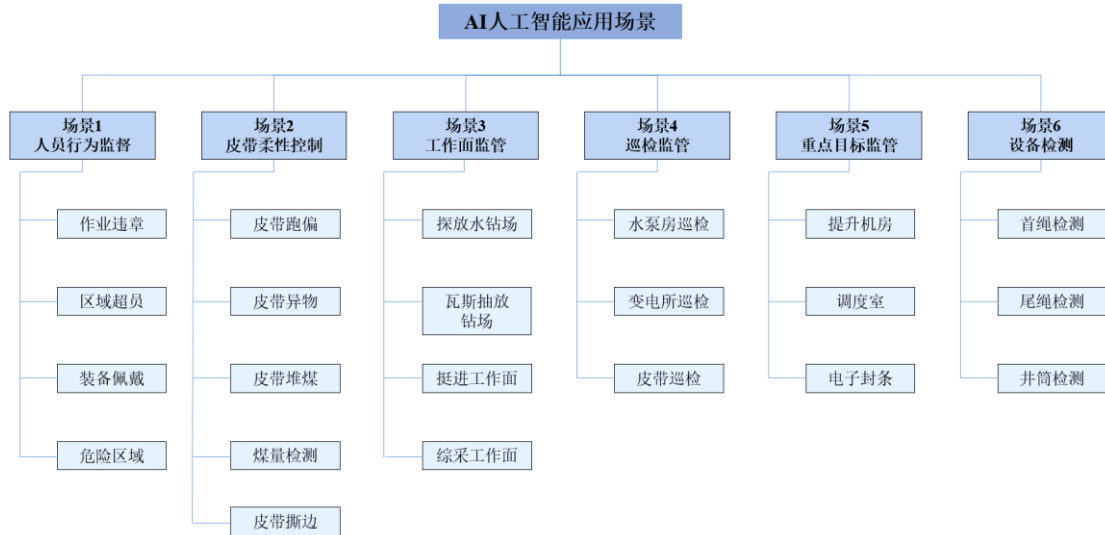 AI人工智能应用场景
场景1
人员行为监督
作业违章
区域超员
装备佩戴
危险区域
场景2
皮带柔性控制
皮带跑偏
皮带异物
皮带堆煤
煤量检测
皮带撕边
场景3
工作面监管
探放水钻场
瓦斯抽放
钻场
挺进工作面
综采工作面
场景4
巡检监管
水泵房巡检
变电所巡检
皮带巡检
场景5
重点目标监管
提升机房
调度室
电子封条
场景6
设备检测
首绳检测
尾绳检测
井筒检测